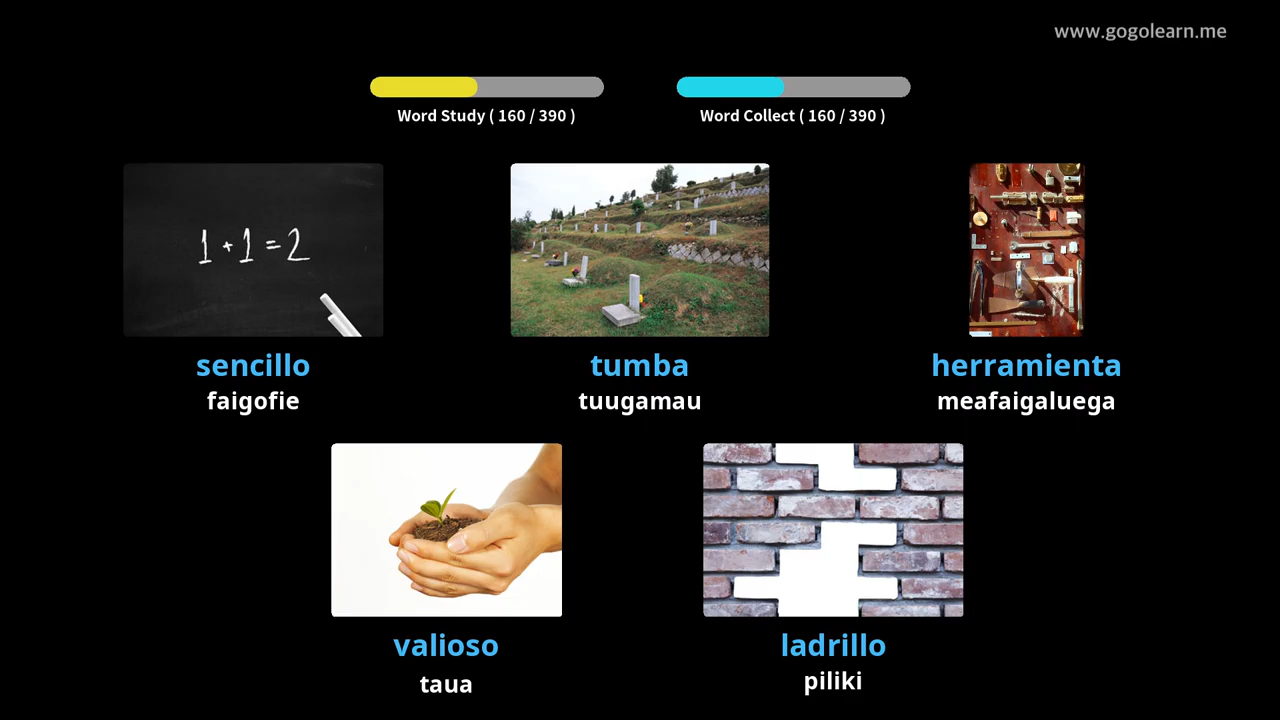 www.gogolearn.me
Word Study ( 160 / 390 )
Word Collect ( 160 / 390 )
1 + 1 = 2
sencillo
faigofie
tumba
tuugamau
herramienta
meafaigaluega
valioso
taua
ladrillo
piliki